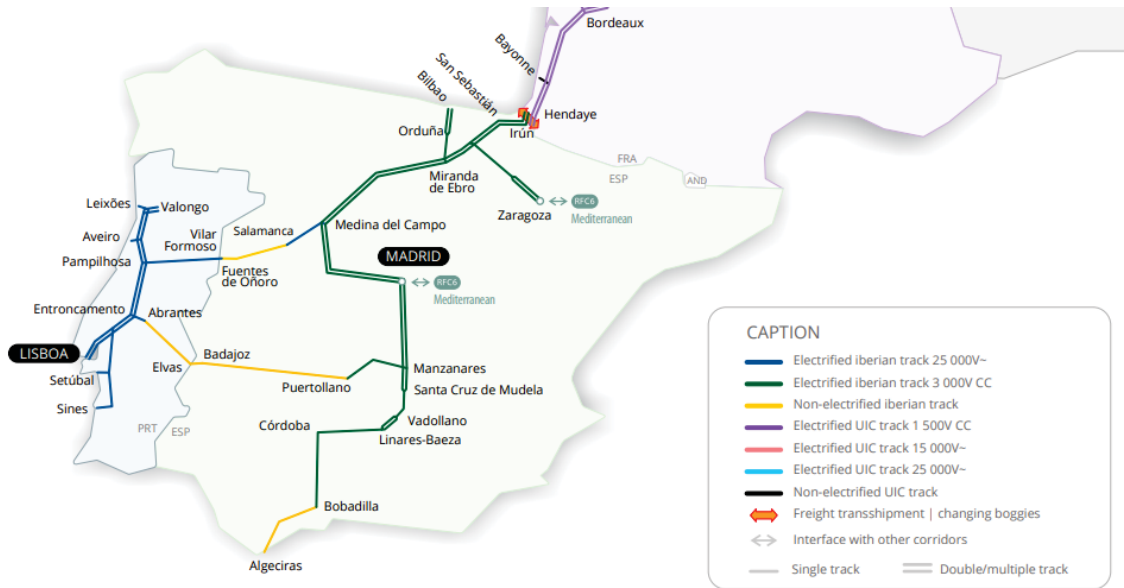 Bordeaux
Bayonne
San Sebastián
Bilbao
Hendaye
Orduña
Irún
FRA
ESP
AND
Miranda
de Ebro
Zaragoza
RFC6
Mediterranean
Leixões
Valongo
Aveiro
Vilar
Formoso
Salamanca
Medina del Campo
Pampilhosa
MADRID
Fuentes
de Oñoro
RFC6
Mediterranean
Entroncamento
Abrantes
LISBOA
Badajoz
Elvas
Manzanares
Setúbal
Puertollano
Santa Cruz de Mudela
Sines
Vadollano
Córdoba
PRT
ESP
Linares-Baeza
Bobadilla
Algeciras
CAPTION
Electrified iberian track 25 000V~
Electrified iberian track 3 000V CC
Non-electrified iberian track
Electrified UIC track 1 500V CC
Electrified UIC track 15 000V~
Electrified UIC track 25 000V~
Non-electrified UIC track
Freight transshipment | changing boggies
Interface with other corridors
Single track
Double/multiple track